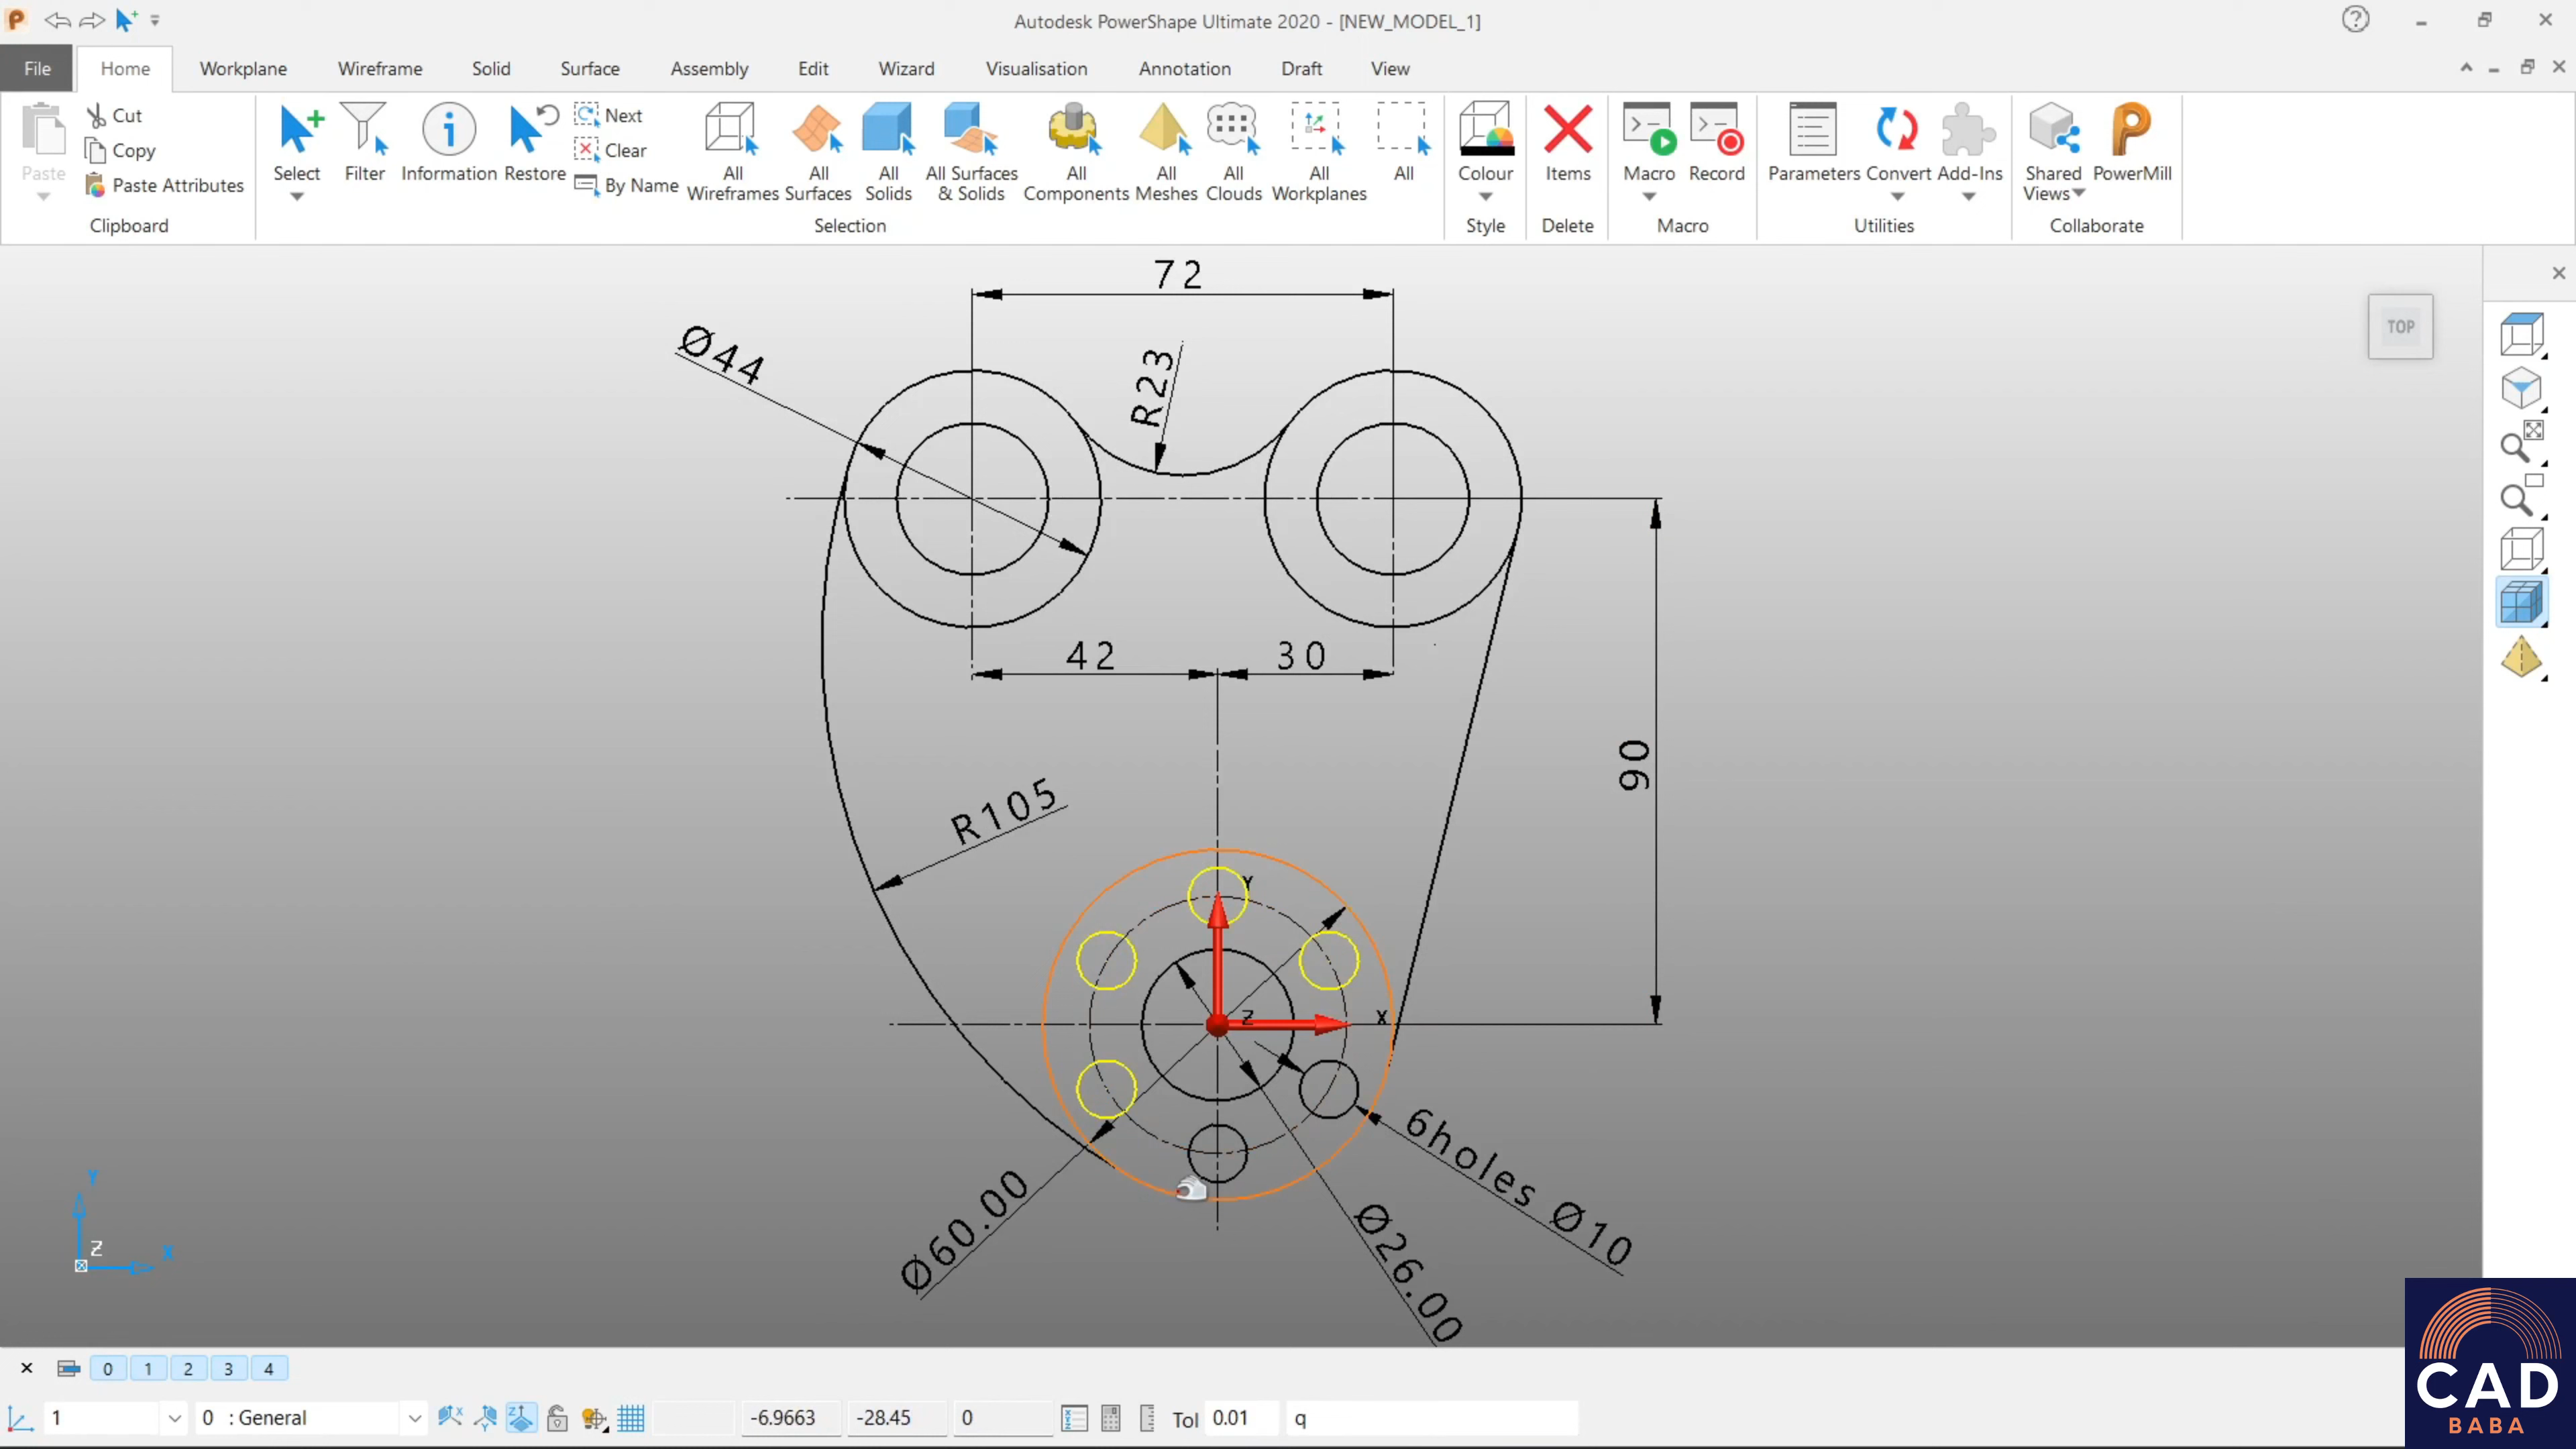 Autodesk PowerShape Ultimate 2020 - [NEW_MODEL_1]
File Home Workplane Wireframe Solid Surface Assembly Edit Wizard Visualisation Annotation Draft View
Paste
Cut
Copy
Paste Attributes
Clipboard
Select Filter Information Restore
Next
Clear
By Name
All Wireframes
All Surfaces
All Solids
All Surfaces & Solids
All Components
All Meshes
All Clouds
All Workplanes
All
Selection
Colour
Style
Items
Delete
Macro Record
Macro
Parameters Convert Add-Ins
Utilities
Shared Views
PowerMill
Collaborate
TOP
72
Ø44
R23
42
30
90
R105
Y
Z
X
6holes Ø10
Ø60.00
Ø26.00
Y
Z
X
0 1 2 3 4
1 0 : General -6.9663 -28.45 0 Tol 0.01 q
CAD
BABA